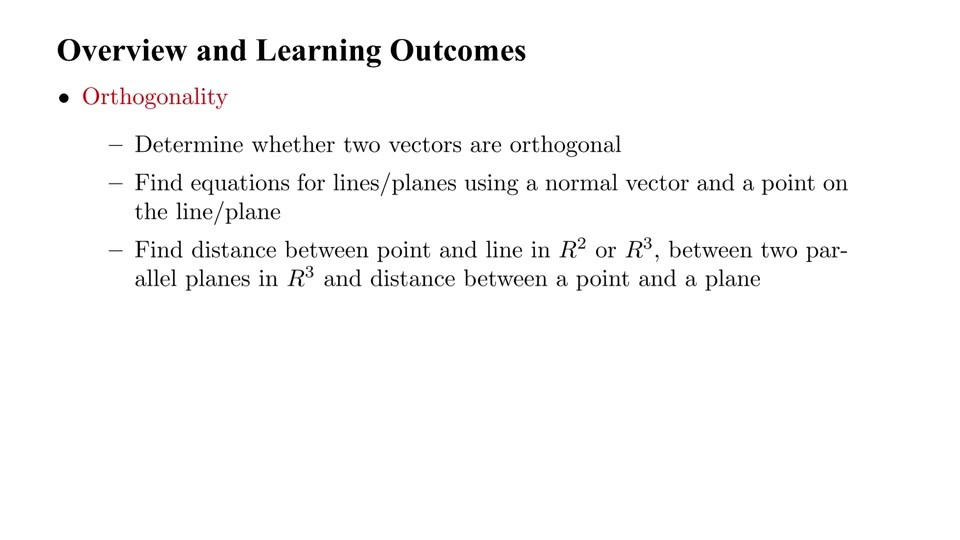 Overview and Learning Outcomes
• Orthogonality
– Determine whether two vectors are orthogonal
– Find equations for lines/planes using a normal vector and a point on
the line/plane
– Find distance between point and line in R² or R³, between two par-
allel planes in R³ and distance between a point and a plane